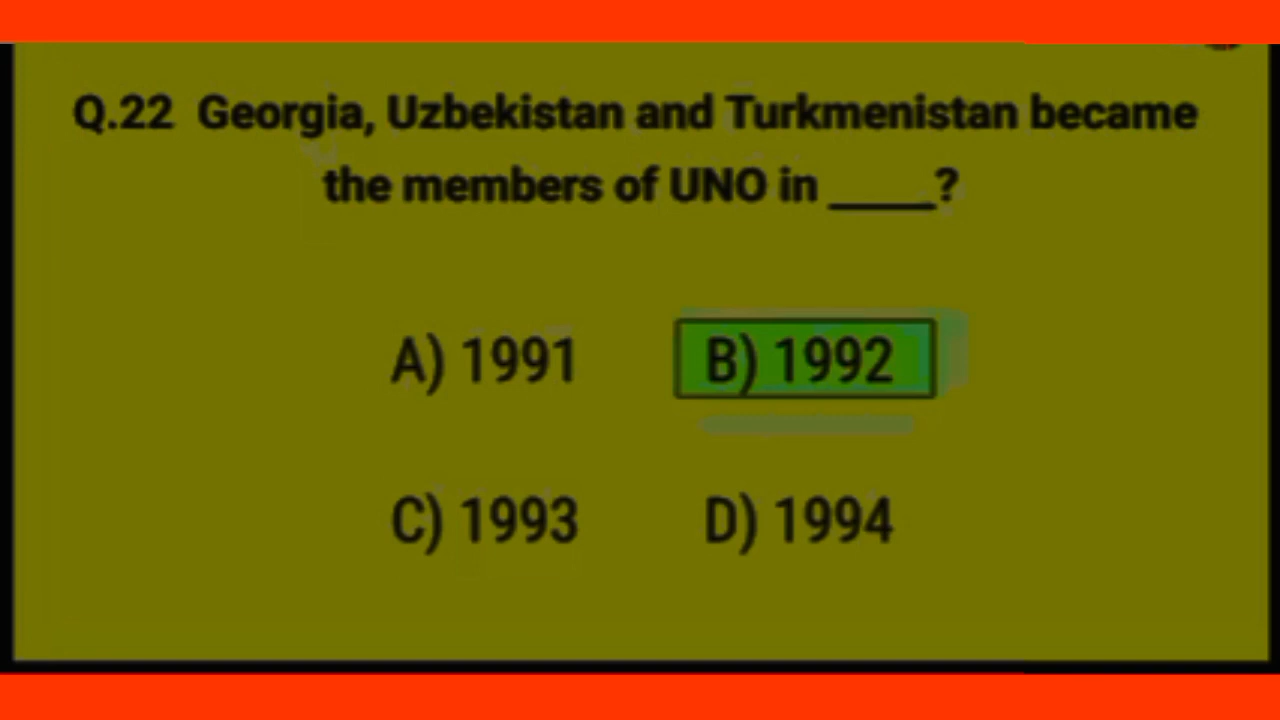 Q.22 Georgia, Uzbekistan and Turkmenistan became
the members of UNO in _____?
A) 1991 B) 1992
C) 1993 D) 1994